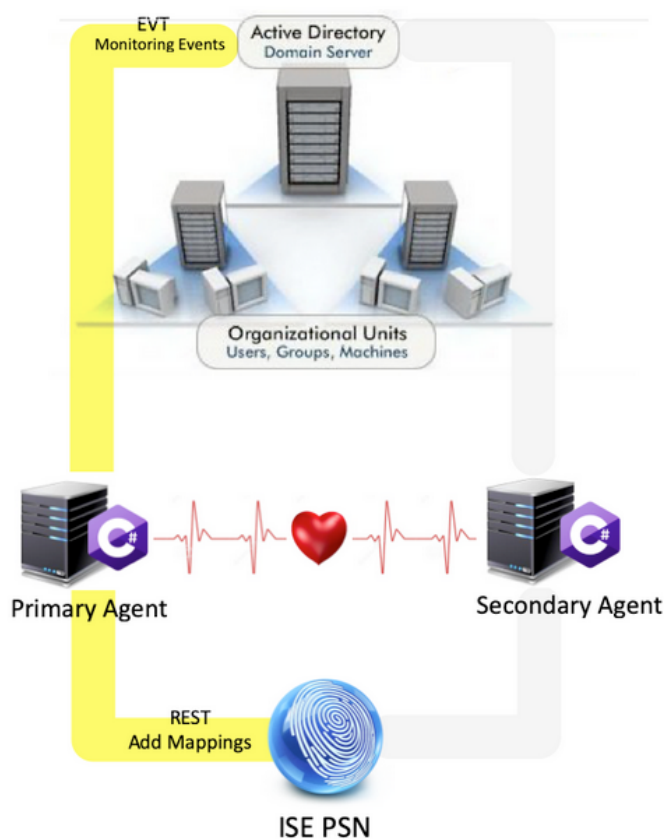 EVT
Monitoring Events
Active Directory
Domain Server
Organizational Units
Users, Groups, Machines
C#
C#
Primary Agent
Secondary Agent
REST
Add Mappings
ISE PSN